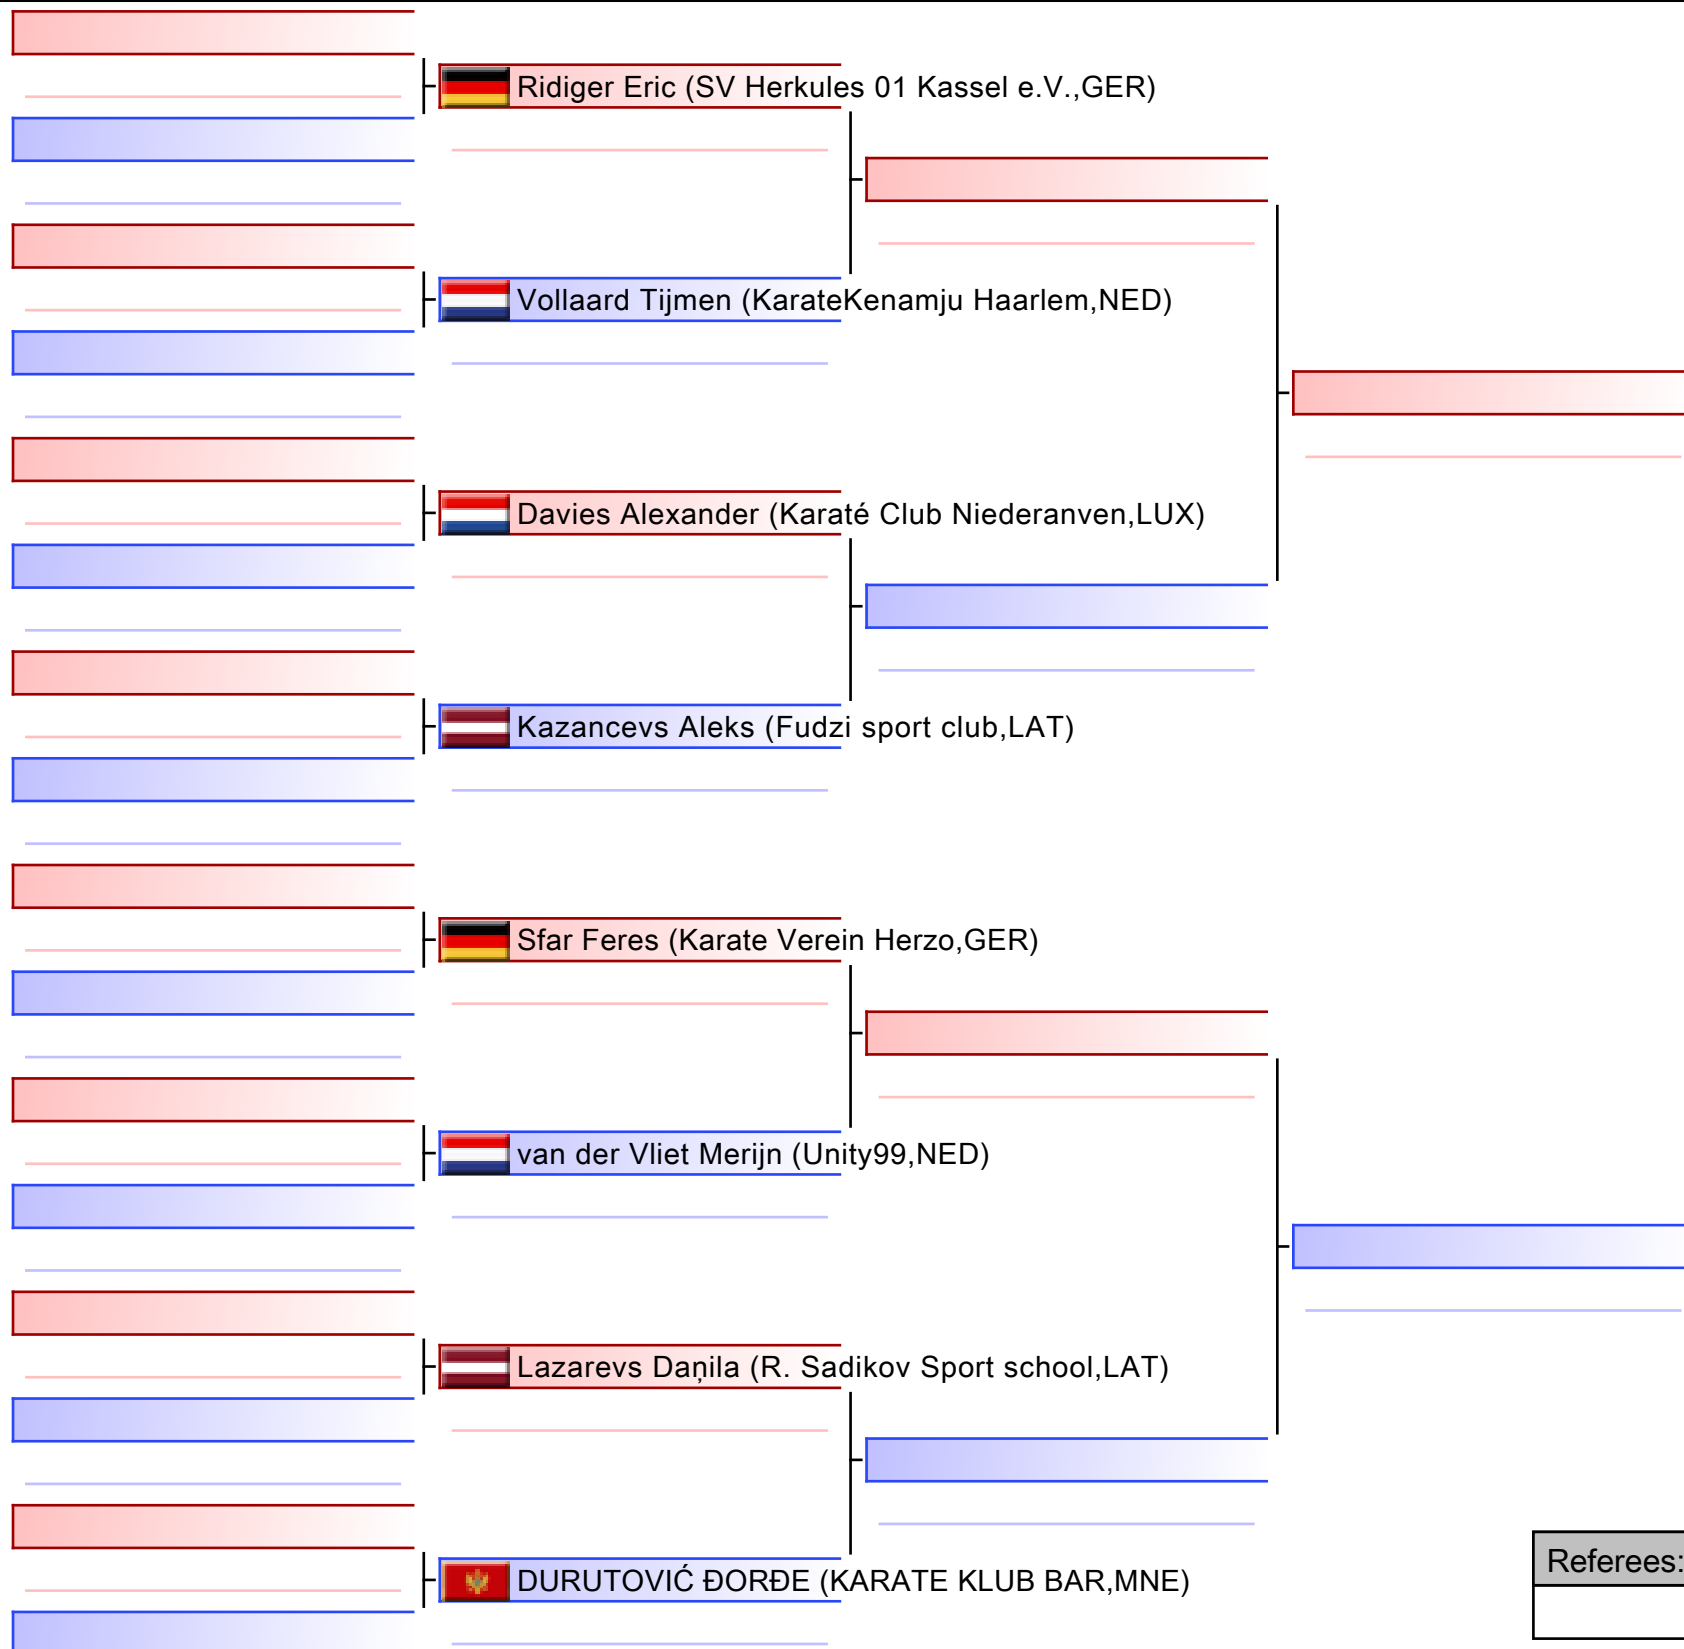 Ridiger Eric (SV Herkules 01 Kassel e.V.,GER)
Vollaard Tijmen (KarateKenamju Haarlem,NED)
Davies Alexander (Karaté Club Niederanven,LUX)
Kazancevs Aleks (Fudzi sport club,LAT)
Sfar Feres (Karate Verein Herzo,GER)
van der Vliet Merijn (Unity99,NED)
Lazarevs Daņila (R. Sadikov Sport school,LAT)
DURUTOVIĆ ĐORĐE (KARATE KLUB BAR,MNE)
Referees: